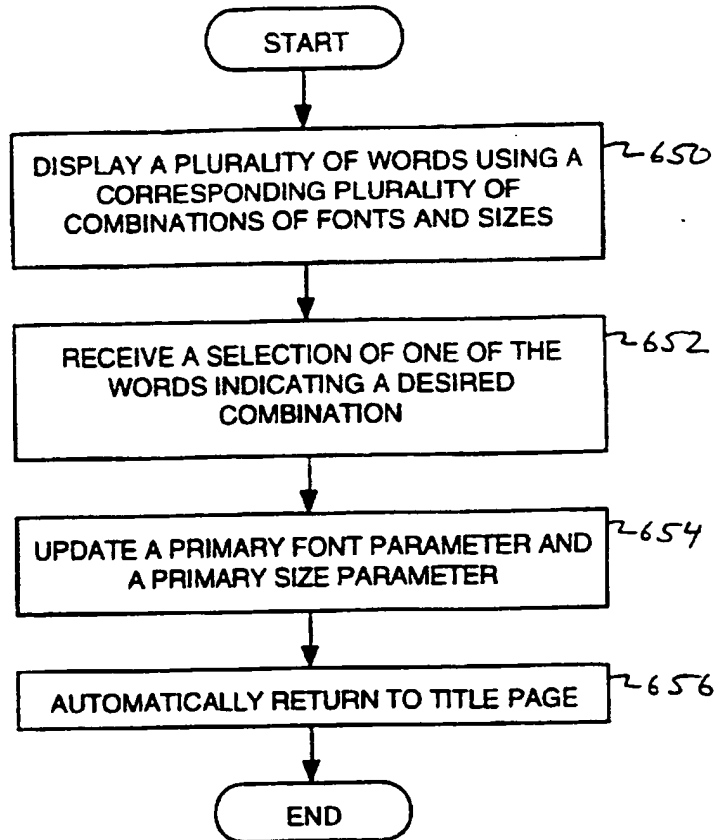 START
DISPLAY A PLURALITY OF WORDS USING A
CORRESPONDING PLURALITY OF
COMBINATIONS OF FONTS AND SIZES
650
RECEIVE A SELECTION OF ONE OF THE
WORDS INDICATING A DESIRED
COMBINATION
652
UPDATE A PRIMARY FONT PARAMETER AND
A PRIMARY SIZE PARAMETER
654
AUTOMATICALLY RETURN TO TITLE PAGE
656
END